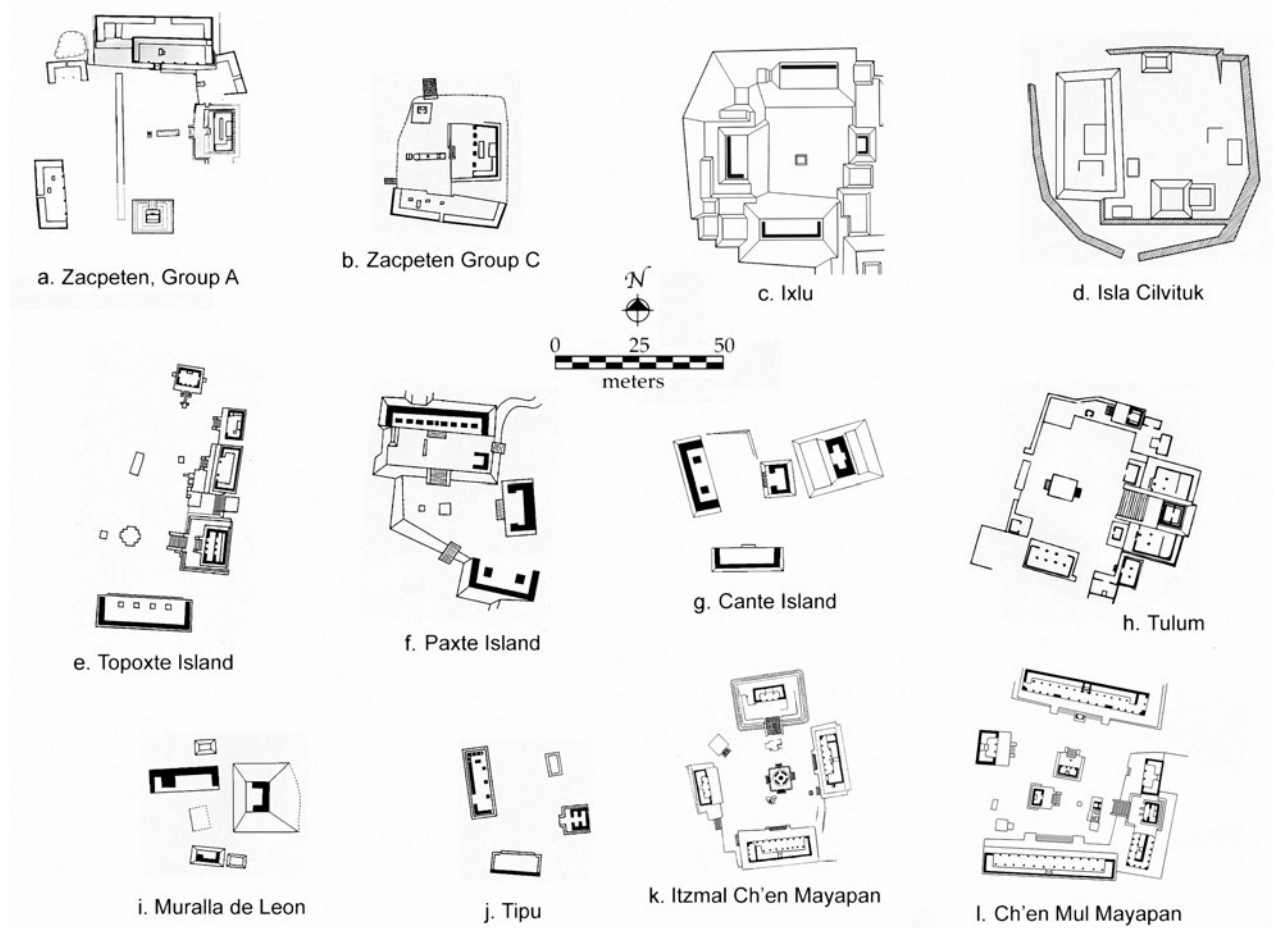 a. Zacpeten, Group A
b. Zacpeten Group C
c. Ixlu
d. Isla Cilvituk
N
0 25 50
meters
e. Topoxte Island
f. Paxte Island
g. Cante Island
h. Tulum
i. Muralla de Leon
j. Tipu
k. Itzmal Ch'en Mayapan
l. Ch'en Mul Mayapan